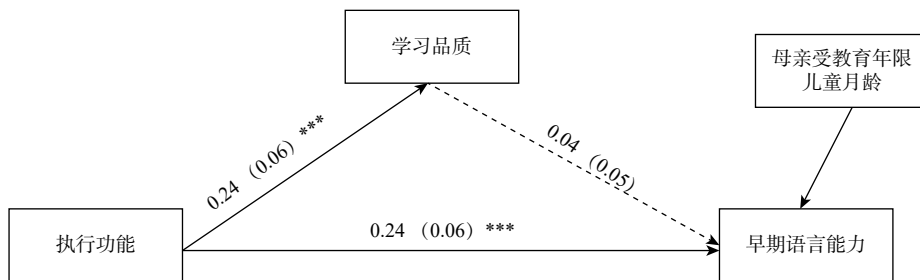 学习品质
母亲受教育年限
儿童月龄
0.24 （0.06）***
0.04 （0.05）
执行功能
0.24 （0.06）***
早期语言能力